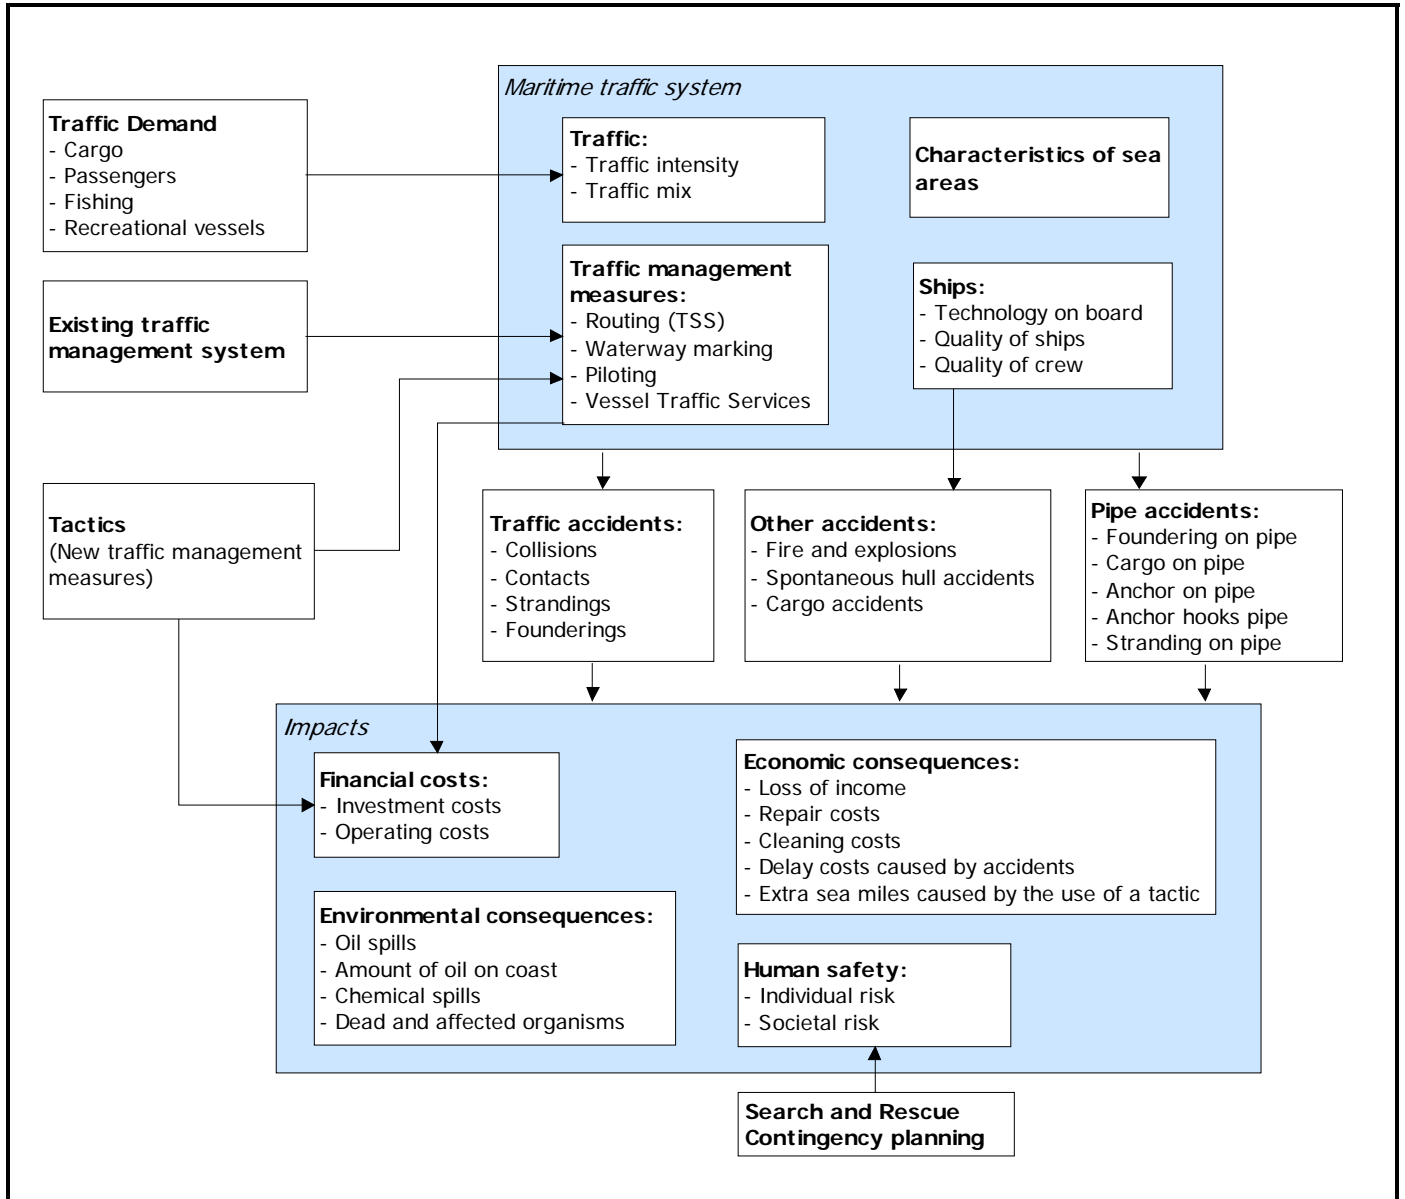 Maritime traffic system
Traffic Demand
- Cargo
- Passengers
- Fishing
- Recreational vessels
Traffic:
- Traffic intensity
- Traffic mix
Characteristics of sea
areas
Existing traffic
management system
Traffic management
measures:
- Routing (TSS)
- Waterway marking
- Piloting
- Vessel Traffic Services
Ships:
- Technology on board
- Quality of ships
- Quality of crew
Tactics
(New traffic management
measures)
Traffic accidents:
- Collisions
- Contacts
- Strandings
- Founderings
Other accidents:
- Fire and explosions
- Spontaneous hull accidents
- Cargo accidents
Pipe accidents:
- Foundering on pipe
- Cargo on pipe
- Anchor on pipe
- Anchor hooks pipe
- Stranding on pipe
Impacts
Financial costs:
- Investment costs
- Operating costs
Economic consequences:
- Loss of income
- Repair costs
- Cleaning costs
- Delay costs caused by accidents
- Extra sea miles caused by the use of a tactic
Environmental consequences:
- Oil spills
- Amount of oil on coast
- Chemical spills
- Dead and affected organisms
Human safety:
- Individual risk
- Societal risk
Search and Rescue
Contingency planning